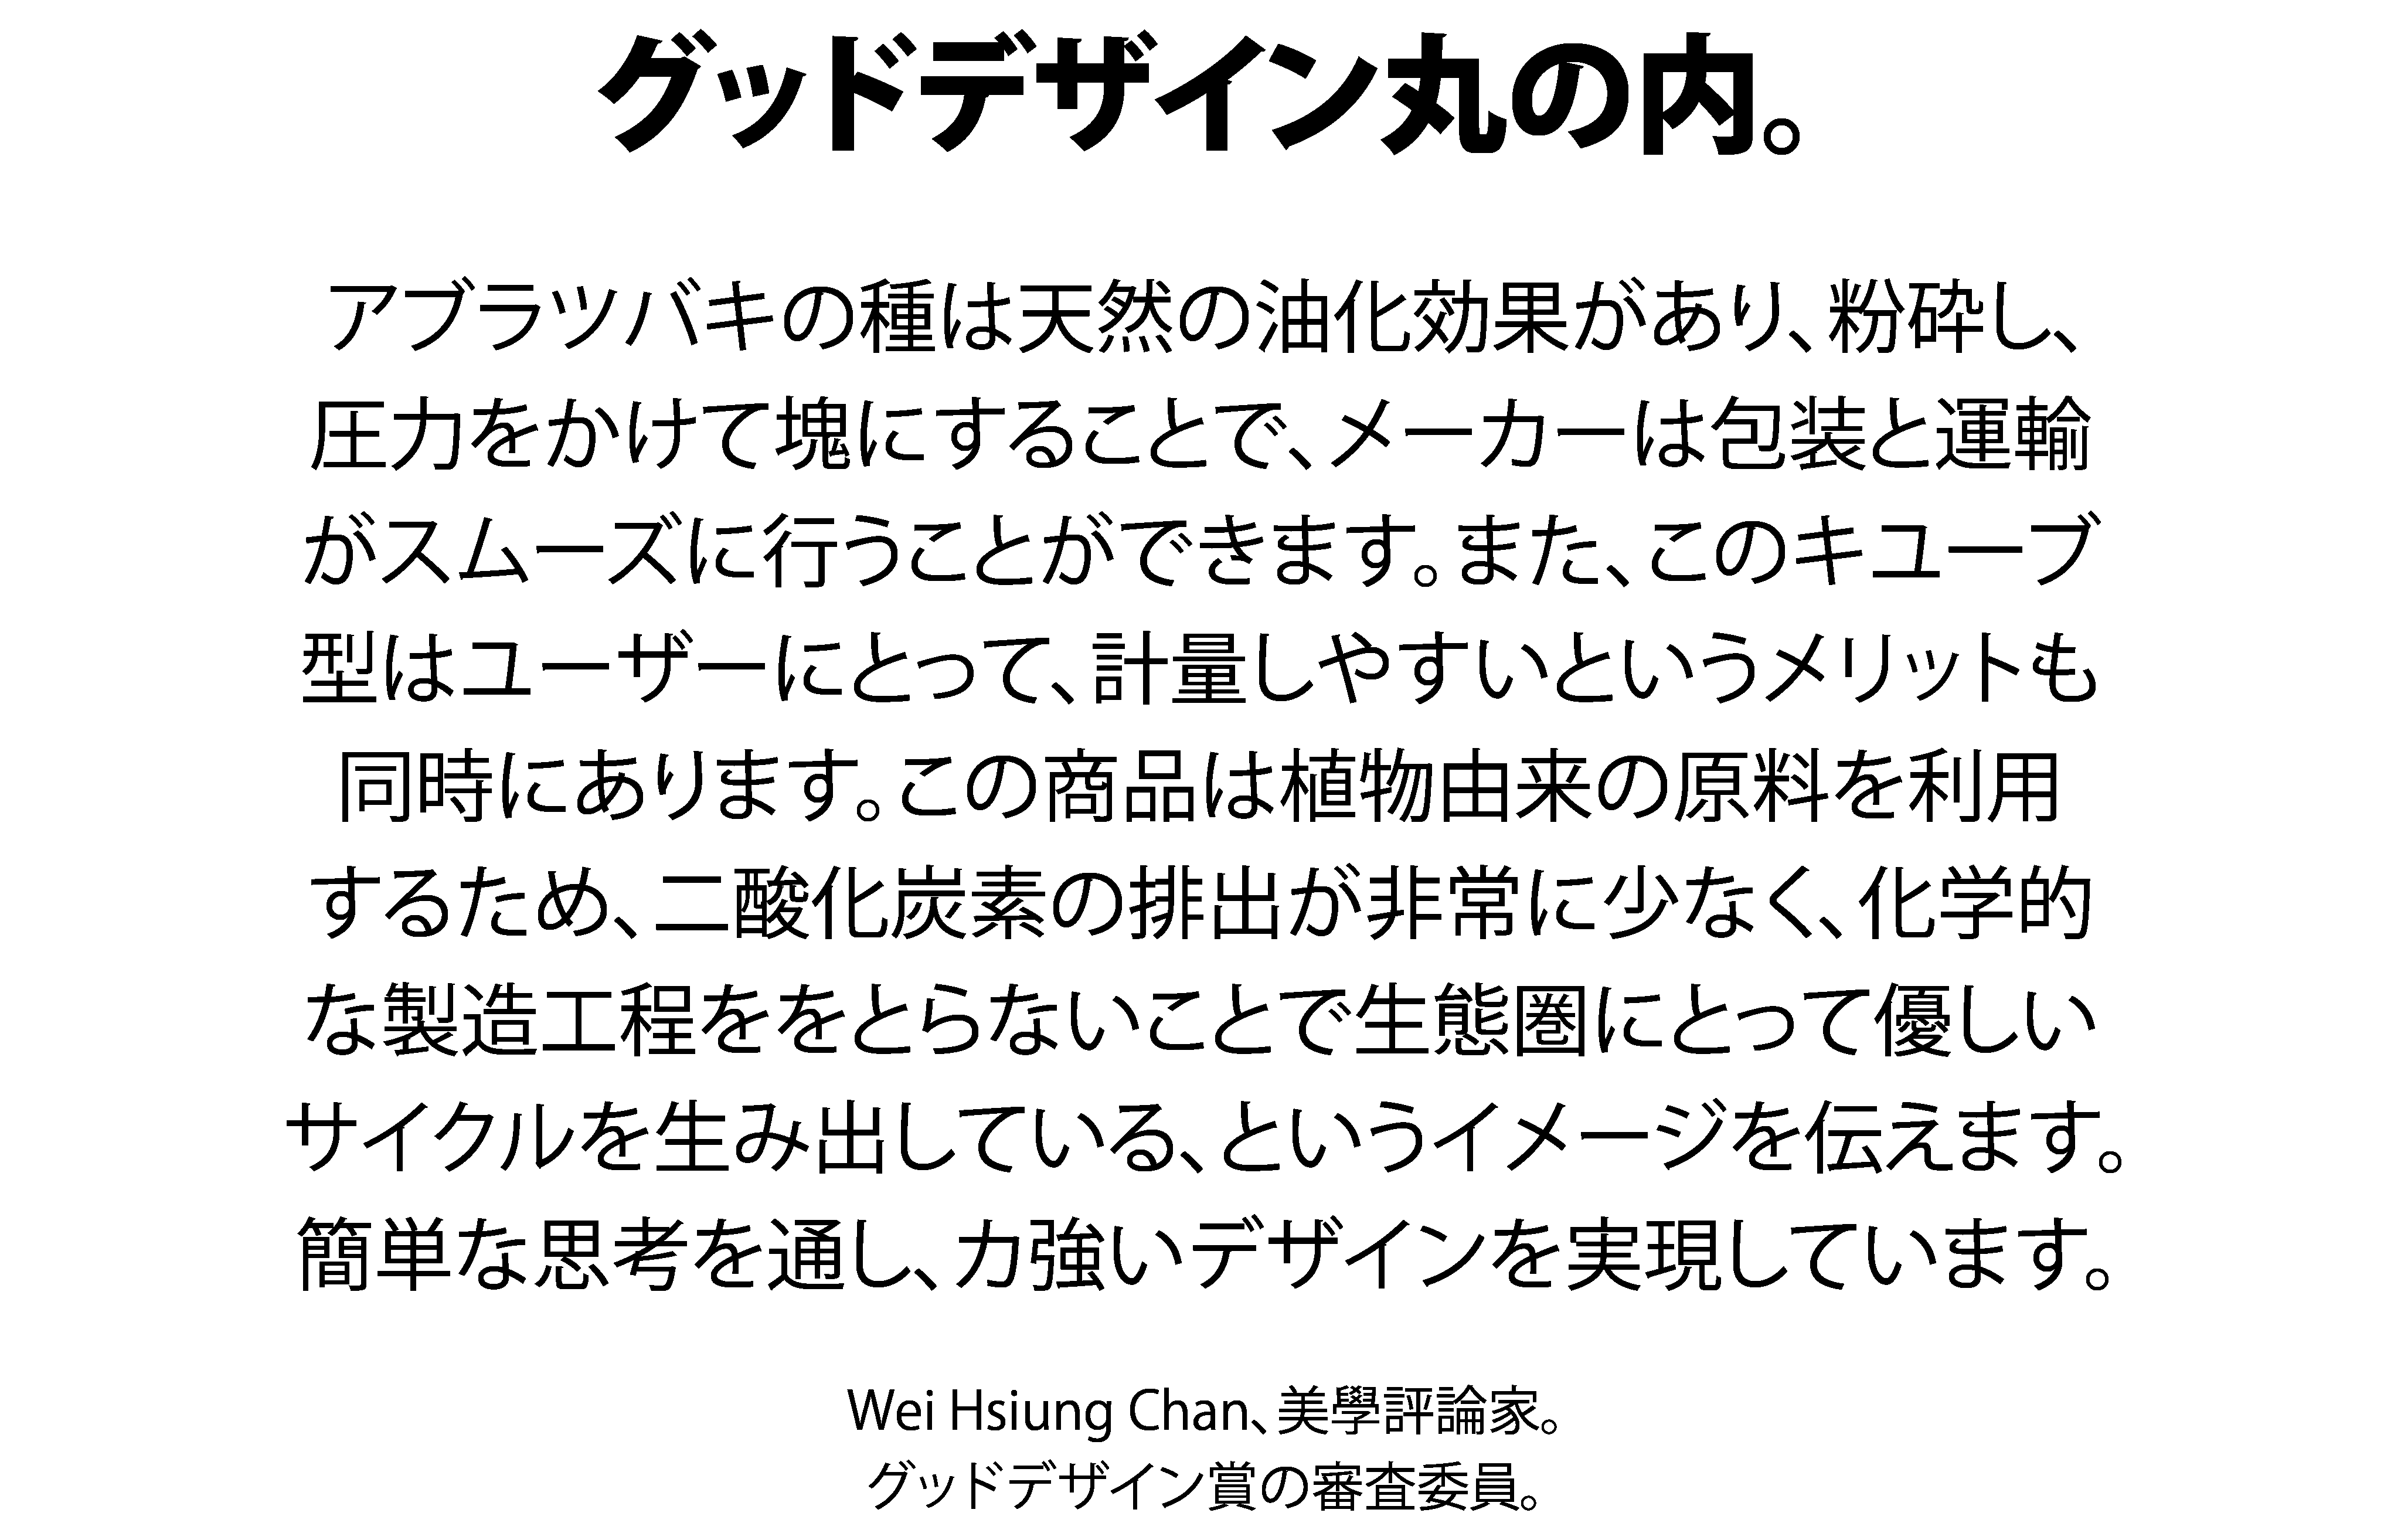 グッドデザイン丸の内。
アブラツバキの種は天然の油化効果があり、粉砕し、
圧力をかけて塊にすることで、メーカーは包装と運輸
がスムーズに行うことができます。また、このキユーブ
型はユーザーにとって、計量しやすいというメリットも
同時にあります。この商品は植物由来の原料を利用
するため、二酸化炭素の排出が非常に少なく、化学的
な製造工程ををとらないことで生態圏にとって優しい
サイクルを生み出している、というイメージを伝えます。
簡単な思考を通し、力強いデザインを実現しています。
Wei Hsiung Chan、美學評論家。
グッドデザイン賞の審査委員。